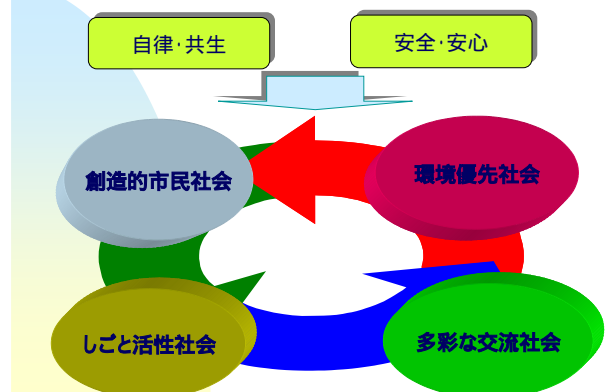 自律･共生
安全･安心
創造的市民社会
環境優先社会
しごと活性社会
多彩な交流社会